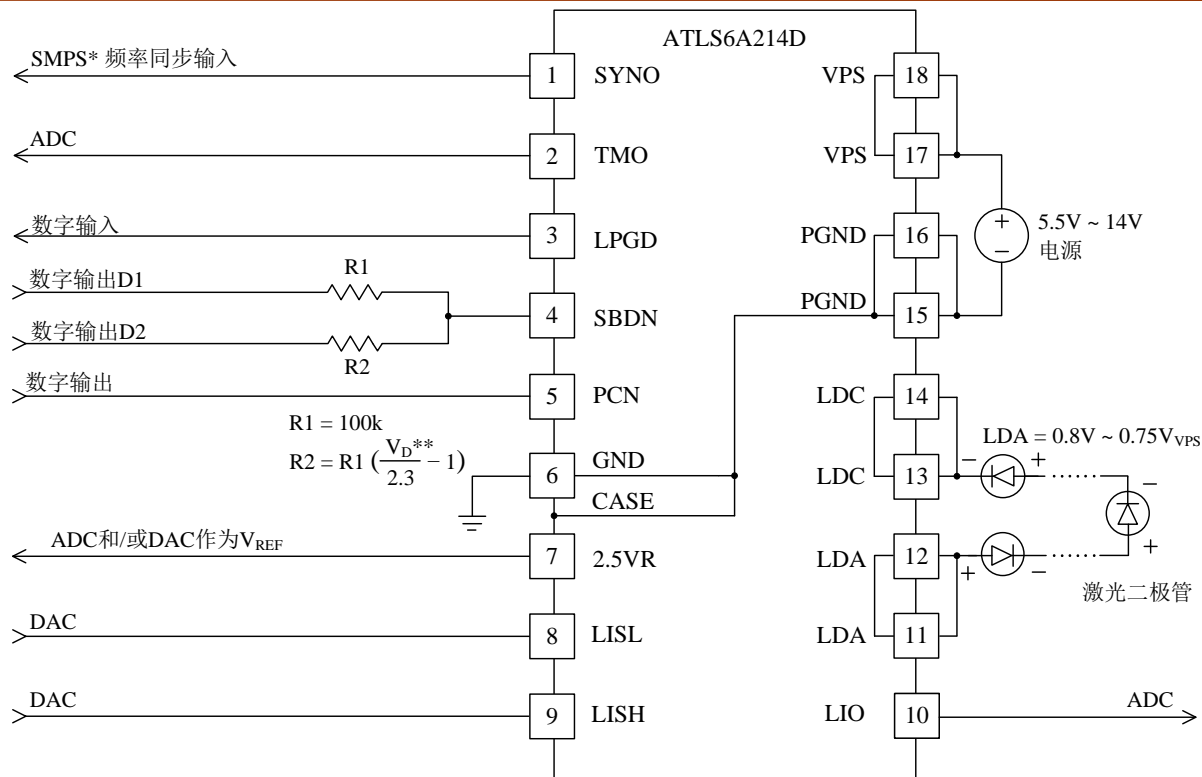 ATLS6A214D
SMPS* 频率同步输入
1
SYNO
VPS
18
ADC
2
TMO
VPS
17
数字输入
3
LPGD
PGND
16
+
−
5.5V ~ 14V
电源
数字输出D1
R1
数字输出D2
R2
4
SBDN
PGND
15
数字输出
5
PCN
LDC
14
R1 = 100k
R2 = R1 (V_D**/2.3 − 1)
LDA = 0.8V ~ 0.75V_VPS
6
GND
CASE
LDC
13
−
+
−
+
ADC和/或DAC作为V_REF
7
2.5VR
LDA
12
+
−
激光二极管
DAC
8
LISL
LDA
11
DAC
9
LISH
LIO
10
ADC